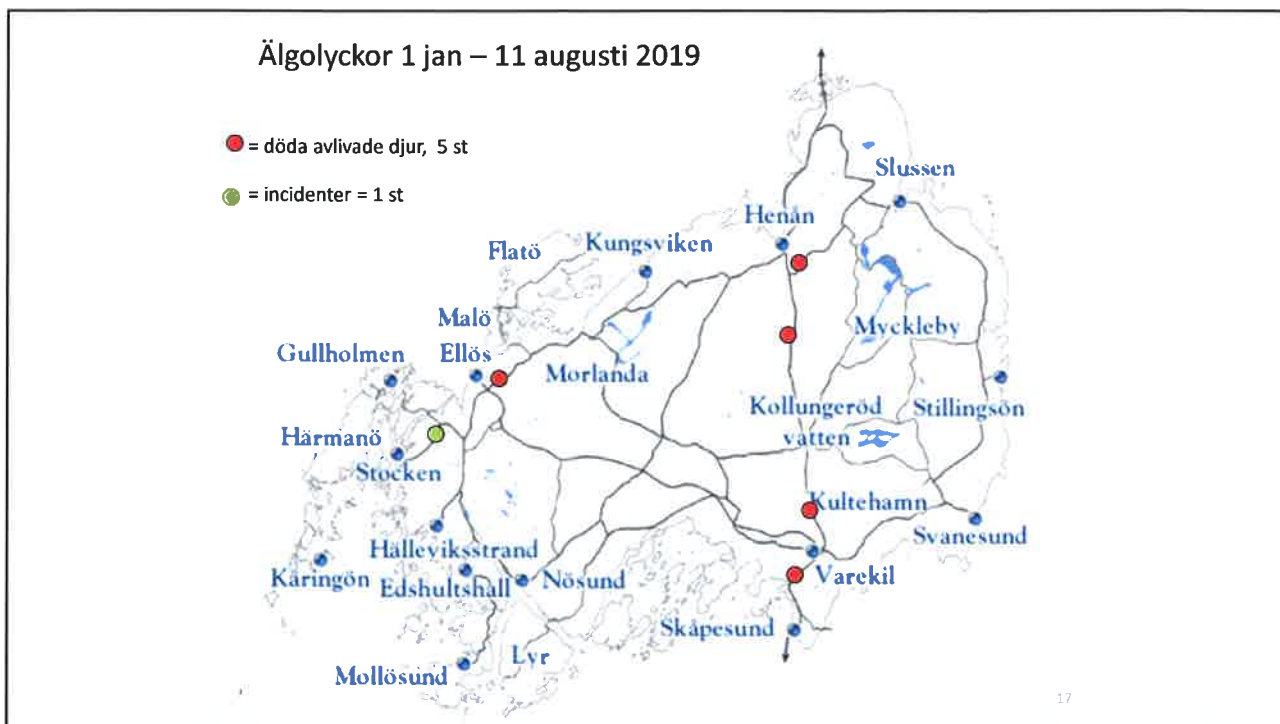 Älgolyckor 1 jan – 11 augusti 2019
= döda avlivade djur, 5 st
= incidenter = 1 st
Slussen
Henån
Kungsviken
Flatö
Malö
Myckleby
Gullholmen
Ellös
Morlanda
Kollungeröd
vatten
Stillingsön
Härmanö
Stocken
Kultehamn
Svanesund
Hälleviksstrand
Käringön
Edshultshall
Nösund
Varekil
Skåpesund
Lyr
Mollösund
17